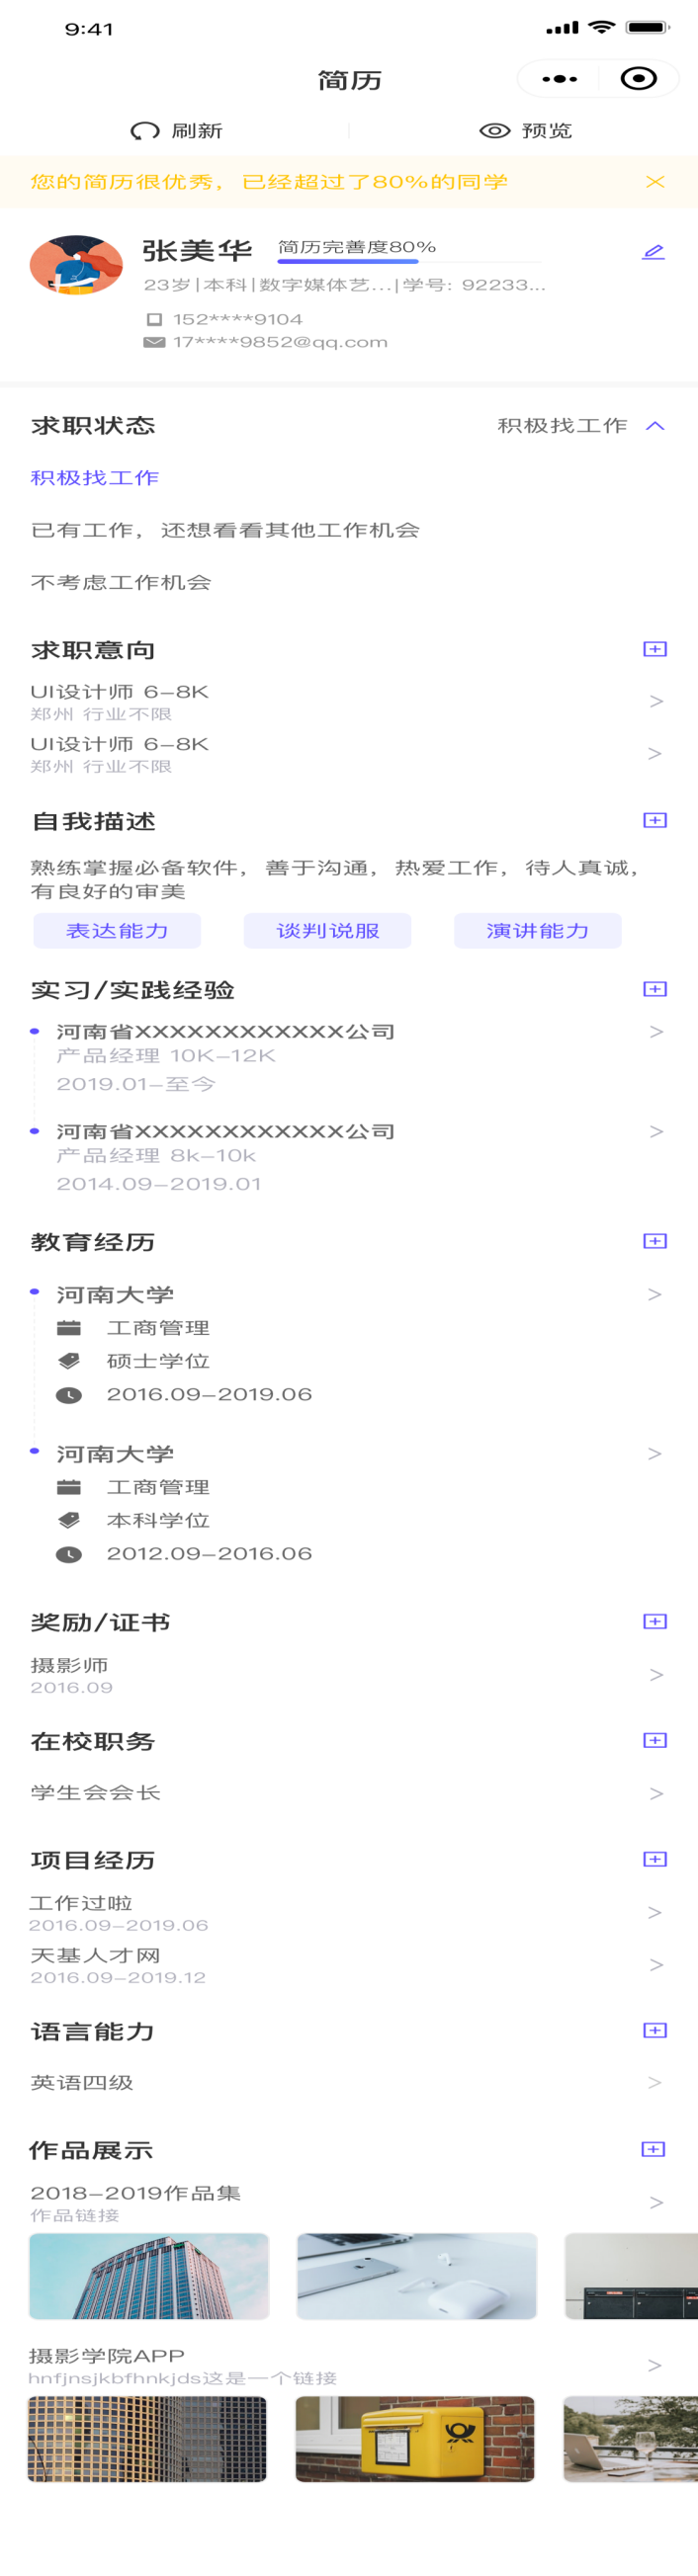 9:41
简历
刷新 预览
您的简历很优秀，已经超过了80%的同学
张美华 简历完善度80%
23岁|本科|数字媒体艺...|学号: 92233...
152****9104
17****9852@qq.com
求职状态 积极找工作
积极找工作
已有工作，还想看看其他工作机会
不考虑工作机会
求职意向
UI设计师 6-8K
郑州 行业不限
UI设计师 6-8K
郑州 行业不限
自我描述
熟练掌握必备软件，善于沟通，热爱工作，待人真诚，
有良好的审美
表达能力 谈判说服 演讲能力
实习/实践经验
河南省XXXXXXXXXXXX公司
产品经理 10K-12K
2019.01-至今
河南省XXXXXXXXXXXX公司
产品经理 8k-10k
2014.09-2019.01
教育经历
河南大学
工商管理
硕士学位
2016.09-2019.06
河南大学
工商管理
本科学位
2012.09-2016.06
奖励/证书
摄影师
2016.09
在校职务
学生会会长
项目经历
工作过啦
2016.09-2019.06
天基人才网
2016.09-2019.12
语言能力
英语四级
作品展示
2018-2019作品集
作品链接
摄影学院APP
hnfjnsjkbfhnkjds这是一个链接